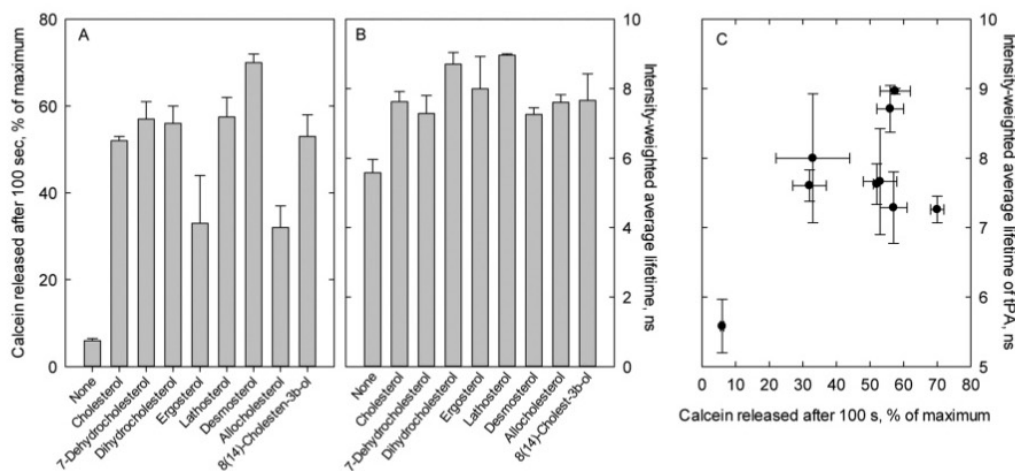 A
B
C
Calcein released after 100 sec, % of maximum
80
60
40
20
0
None
Cholesterol
7-Dehydrocholesterol
Dihydrocholesterol
Ergosterol
Lathosterol
Desmosterol
Allocholesterol
8(14)-Cholesten-3b-ol
None
Cholesterol
7-Dehydrocholesterol
Dihydrocholesterol
Ergosterol
Lathosterol
Desmosterol
Allocholesterol
8(14)-Cholest-3b-ol
10
8
6
4
2
0
Intensity-weighted average lifetime, ns
10
9
8
7
6
5
Intensity-weighted average lifetime of tPA, ns
0 10 20 30 40 50 60 70 80
Calcein released after 100 s, % of maximum